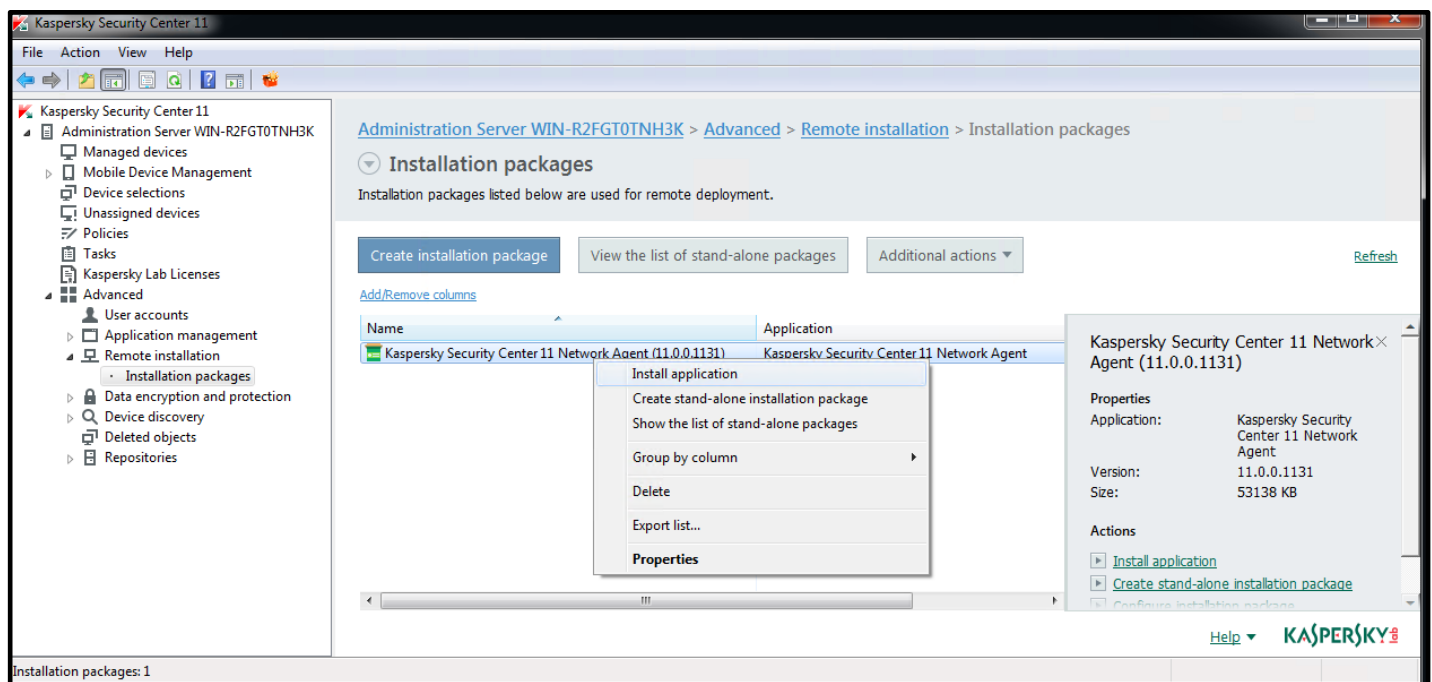 Kaspersky Security Center 11
File Action View Help
Kaspersky Security Center 11
Administration Server WIN-R2FGT0TNH3K
Managed devices
Mobile Device Management
Device selections
Unassigned devices
Policies
Tasks
Kaspersky Lab Licenses
Advanced
User accounts
Application management
Remote installation
Installation packages
Data encryption and protection
Device discovery
Deleted objects
Repositories
Administration Server WIN-R2FGT0TNH3K > Advanced > Remote installation > Installation packages
Installation packages
Installation packages listed below are used for remote deployment.
Create installation package View the list of stand-alone packages Additional actions Refresh
Add/Remove columns
Name Application
Kaspersky Security Center 11 Network Agent (11.0.0.1131) Kaspersky Security Center 11 Network Agent
Install application
Create stand-alone installation package
Show the list of stand-alone packages
Group by column
Delete
Export list...
Properties
Kaspersky Security Center 11 Network
Agent (11.0.0.1131)
Properties
Application: Kaspersky Security
Center 11 Network
Agent
Version: 11.0.0.1131
Size: 53138 KB
Actions
Install application
Create stand-alone installation package
Configure installation package
Help KASPERSKY lab
Installation packages: 1